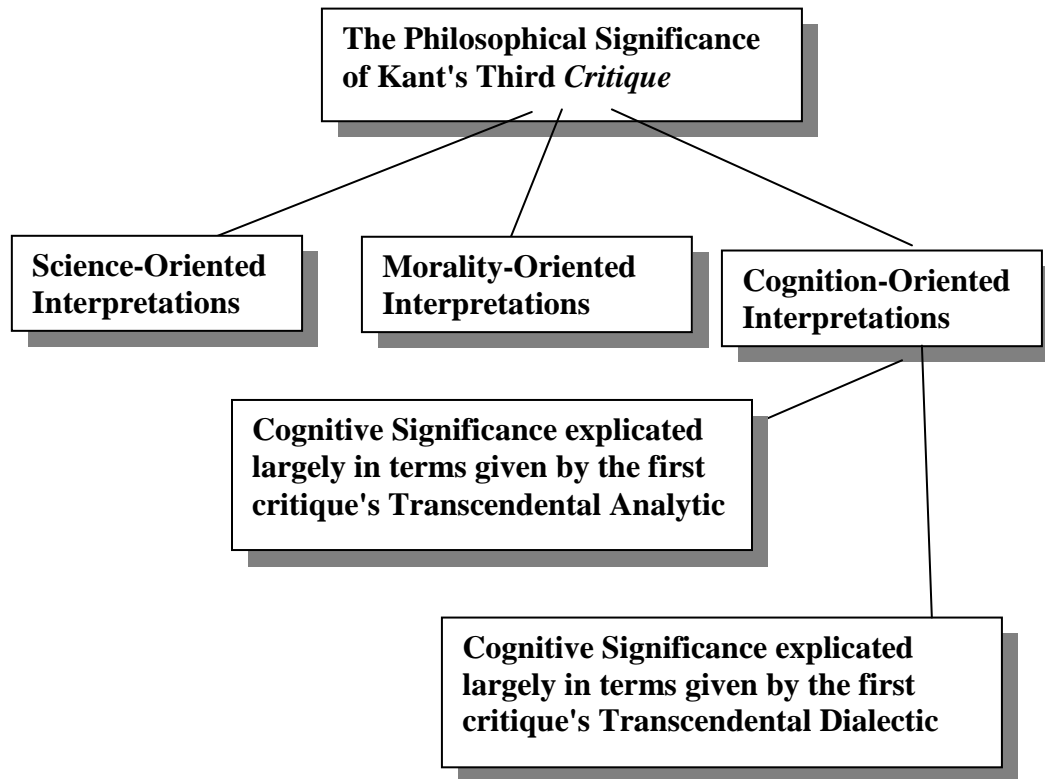 The Philosophical Significance
of Kant's Third Critique
Science-Oriented
Interpretations
Morality-Oriented
Interpretations
Cognition-Oriented
Interpretations
Cognitive Significance explicated
largely in terms given by the first
critique's Transcendental Analytic
Cognitive Significance explicated
largely in terms given by the first
critique's Transcendental Dialectic